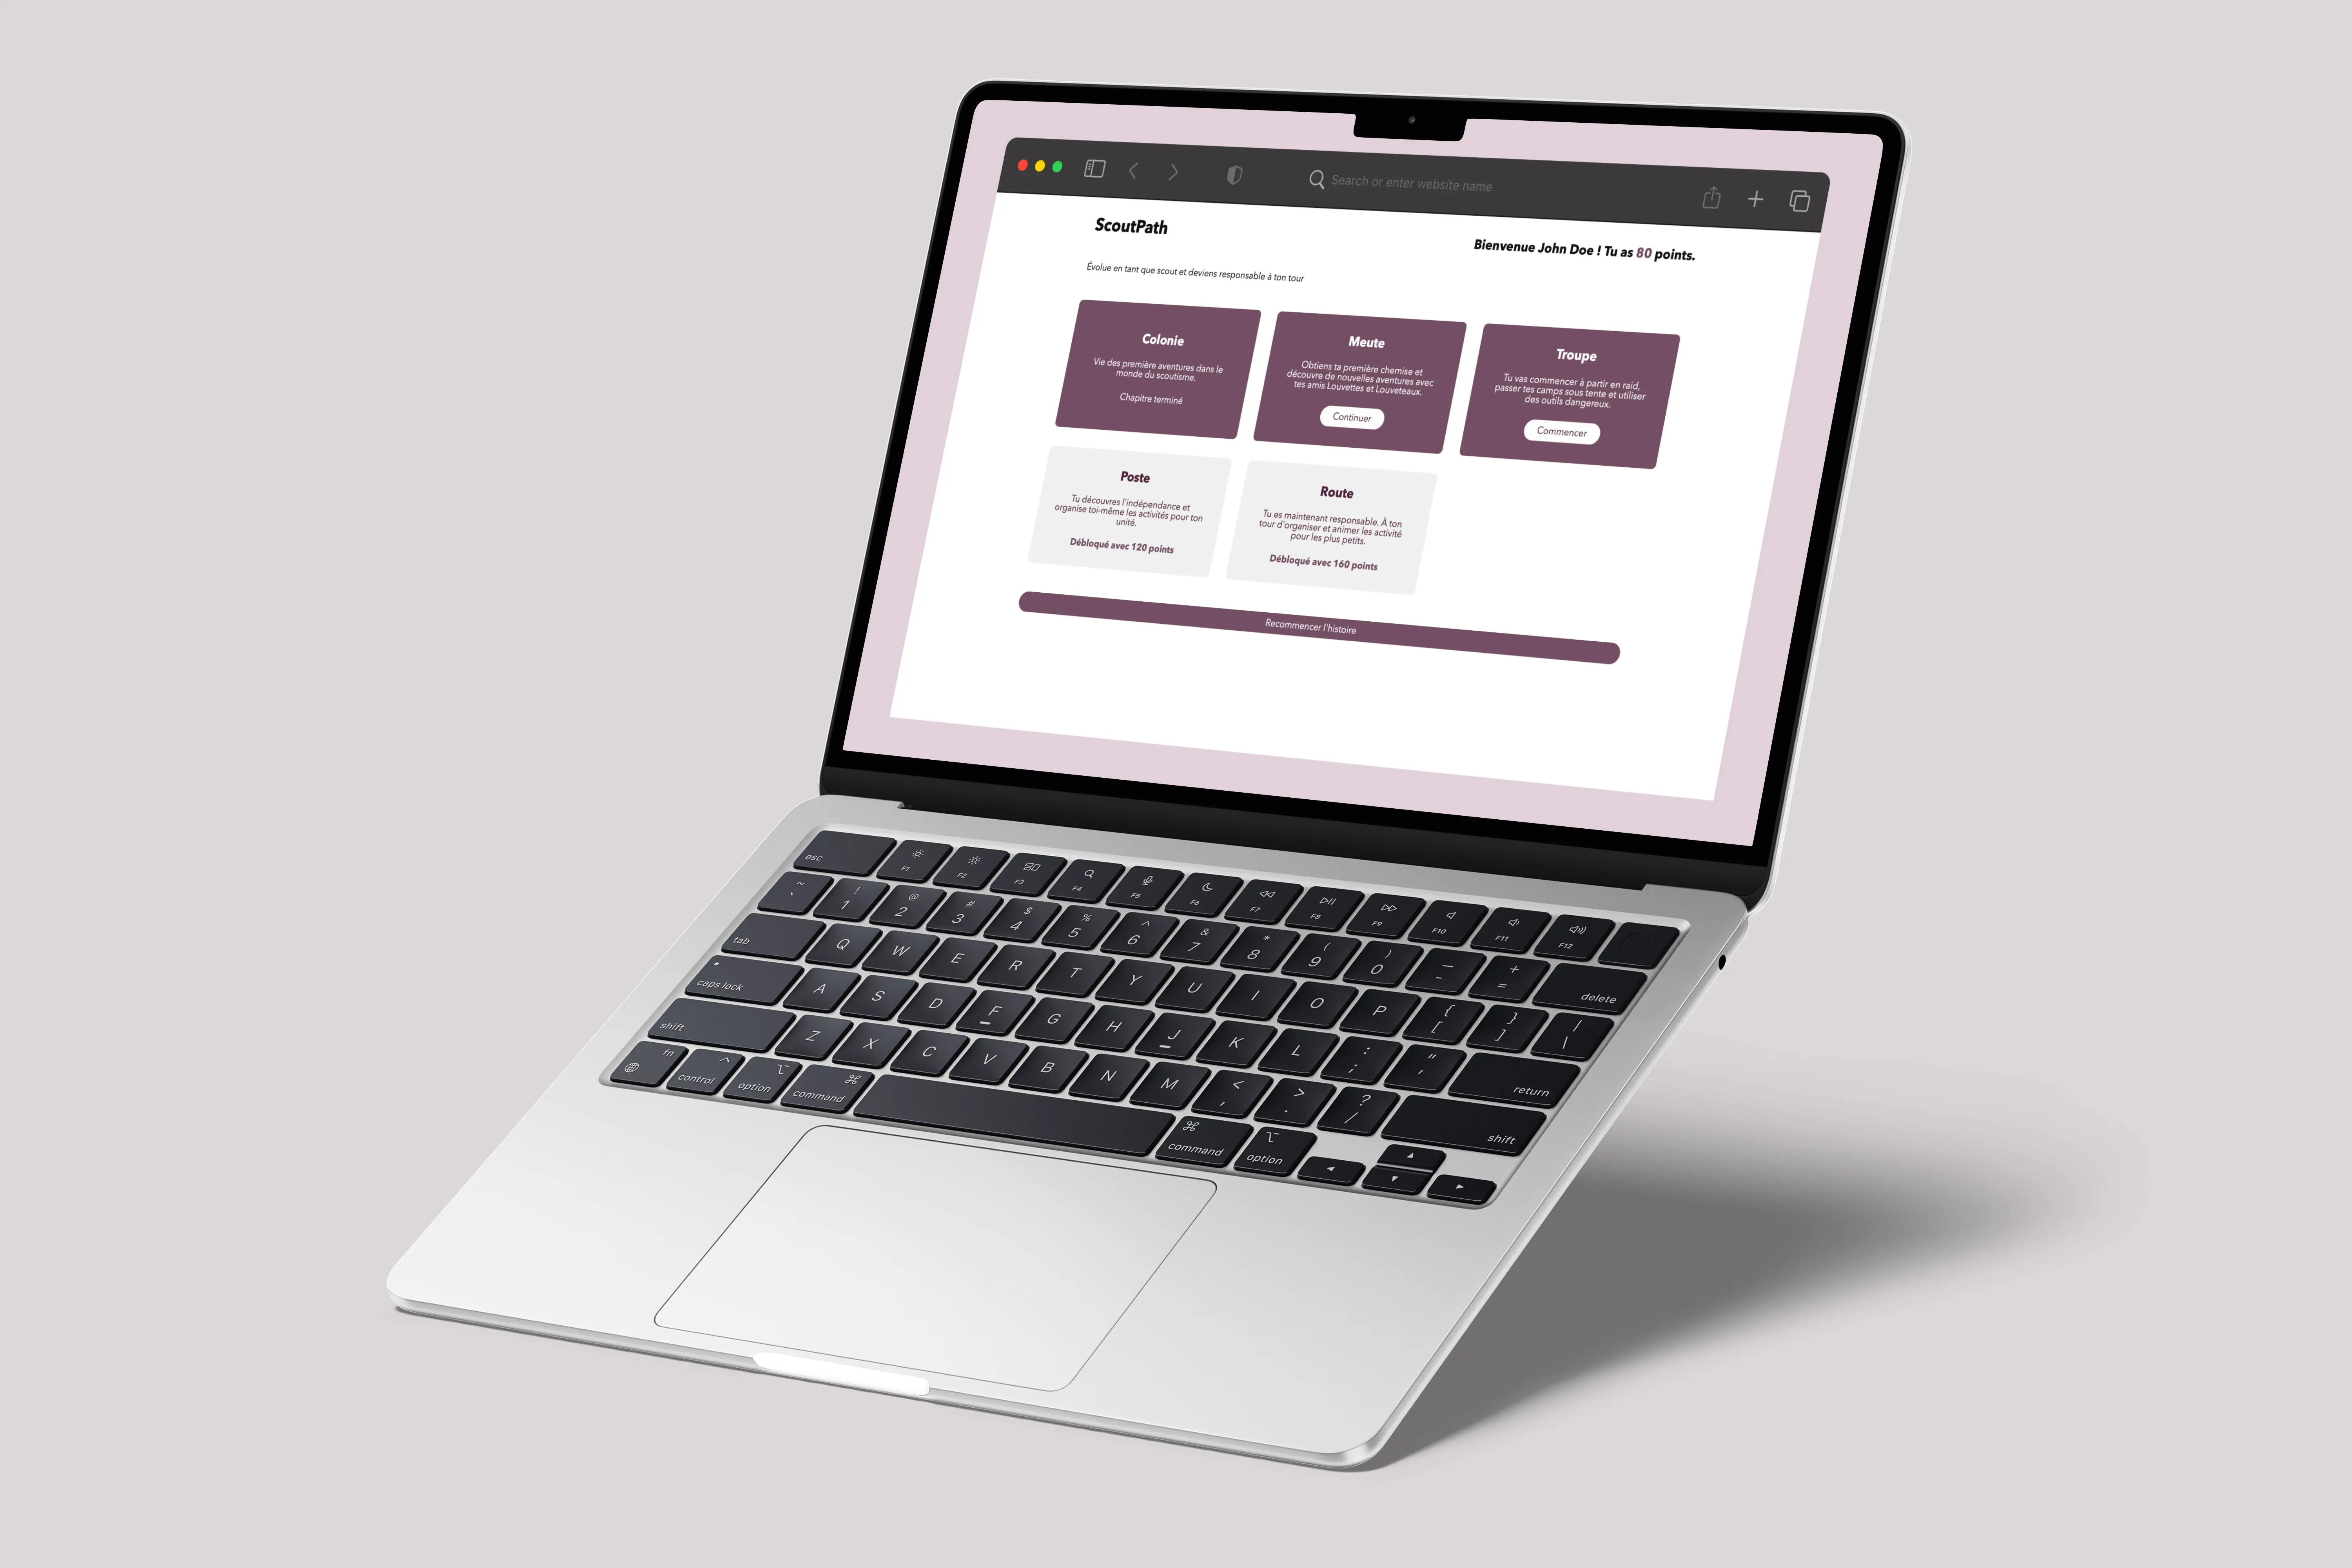 Search or enter website name
ScoutPath
Bienvenue John Doe ! Tu as 80 points.
Évolue en tant que scout et deviens responsable à ton tour
Colonie
Vie des première aventures dans le
monde du scoutisme.
Chapitre terminé
Meute
Obtiens ta première chemise et
découvre de nouvelles aventures avec
tes amis Louvettes et Louveteaux.
Continuer
Troupe
Tu vas commencer à partir en raid,
passer tes camps sous tente et utiliser
des outils dangereux.
Commencer
Poste
Tu découvres l'indépendance et
organise toi-même les activités pour ton
unité.
Débloqué avec 120 points
Route
Tu es maintenant responsable. À ton
tour d'organiser et animer les activité
pour les plus petits.
Débloqué avec 160 points
Recommencer l'histoire
esc F1 F2 F3 F4 F5 F6 F7 F8 F9 F10 F11 F12
~ ! @ # $ % ^ & * ( ) — +
` 1 2 3 4 5 6 7 8 9 0 - = delete
tab Q W E R T Y U I O P { [ } ] | \
caps lock A S D F G H J K L : ; " ' return
shift Z X C V B N M < , > . ? / shift
fn control option command command option